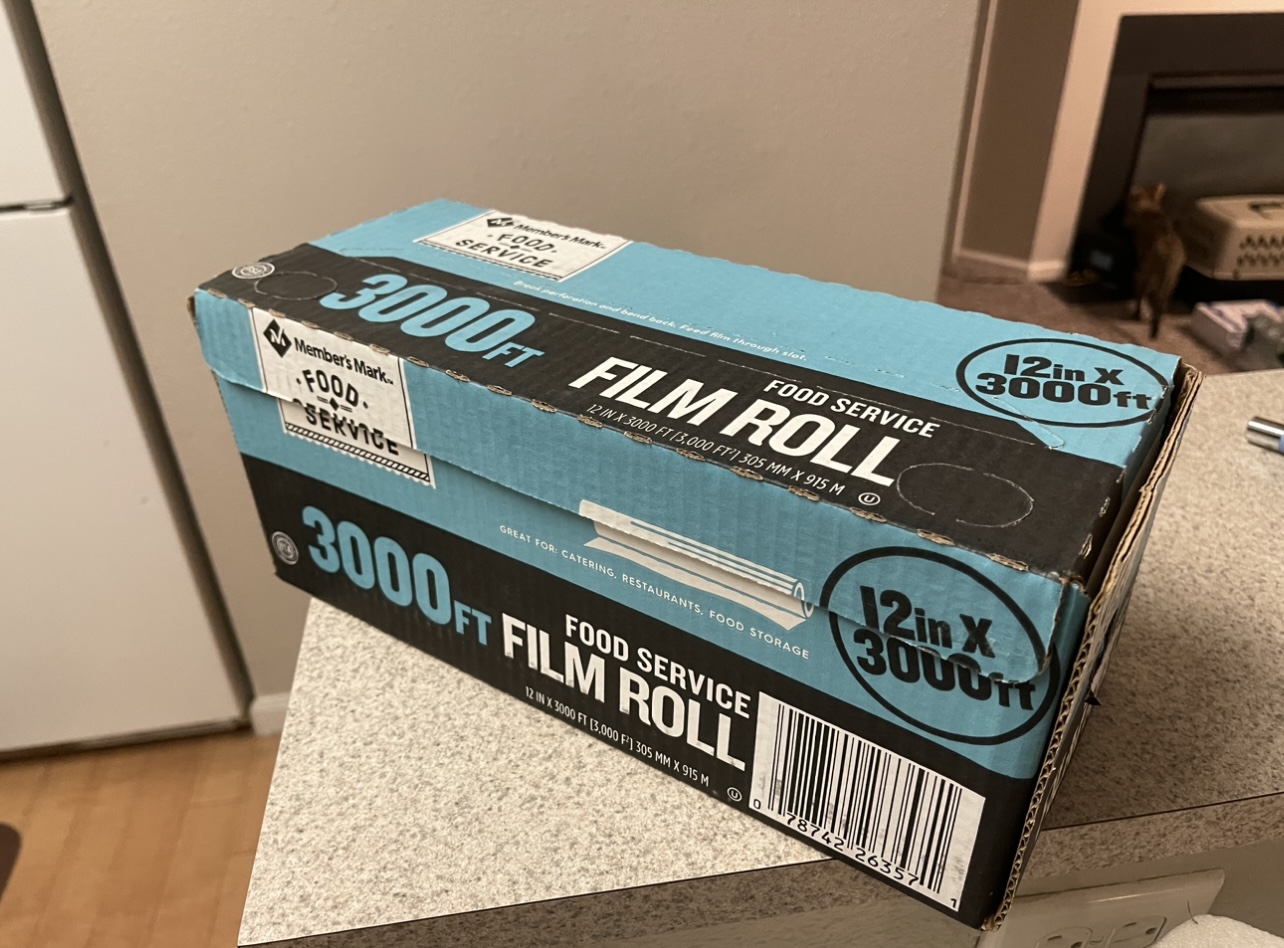 Member's Mark™
• FOOD •
SERVICE
Break perforation and bend back. Feed film through slot.
3000FT
FOOD SERVICE
FILM ROLL
12 IN X 3000 FT [3,000 FT²] 305 MM X 915 M
U
12in X
3000ft
Member's Mark™
• FOOD •
SERVICE
GREAT FOR: CATERING, RESTAURANTS, FOOD STORAGE
12in X
3000ft
3000FT
FOOD SERVICE
FILM ROLL
12 IN X 3000 FT [3,000 F²] 305 MM X 915 M
U
0 78742 26357 1